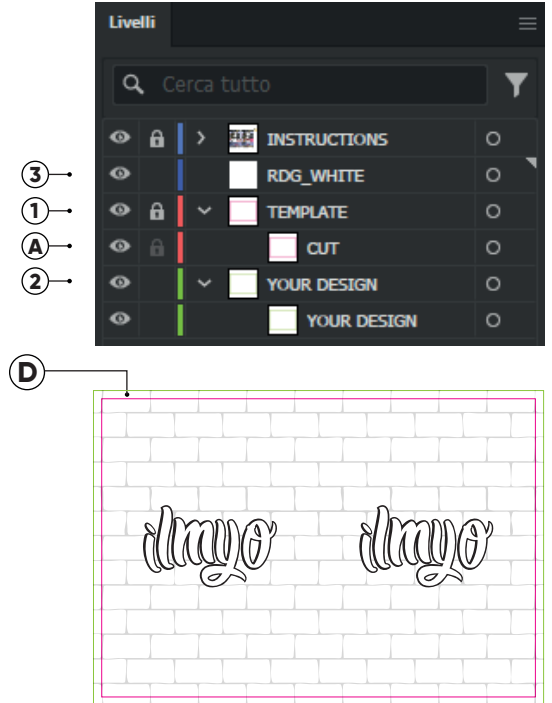 Livelli
Cerca tutto
INSTRUCTIONS
3 RDG_WHITE
1 TEMPLATE
A CUT
2 YOUR DESIGN
YOUR DESIGN
D
ilmyo ilmyo